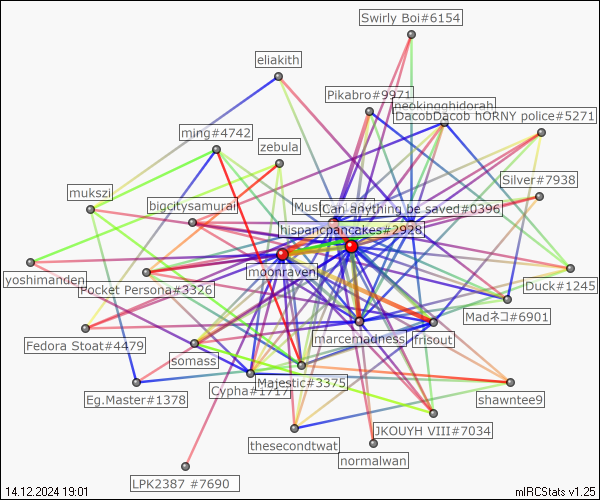 Swirly Boi#6154
eliakith
Pikabro#9971
neokingghidorah
DacobDacob hORNY police#5271
ming#4742
zebula
Silver#7938
mukszi
bigcitysamurai
Can anything be saved#0396
hispancpancakes#2928
moonraven
yoshimanden
Pocket Persona#3326
Duck#1245
Madネコ#6901
marcemadness
frisout
Fedora Stoat#4479
somass
Majestic#3375
Cypha#1717
Eg.Master#1378
shawntee9
JKOUYH VIII#7034
thesecondtwat
normalwan
LPK2387 #7690
14.12.2024 19:01
mIRCStats v1.25